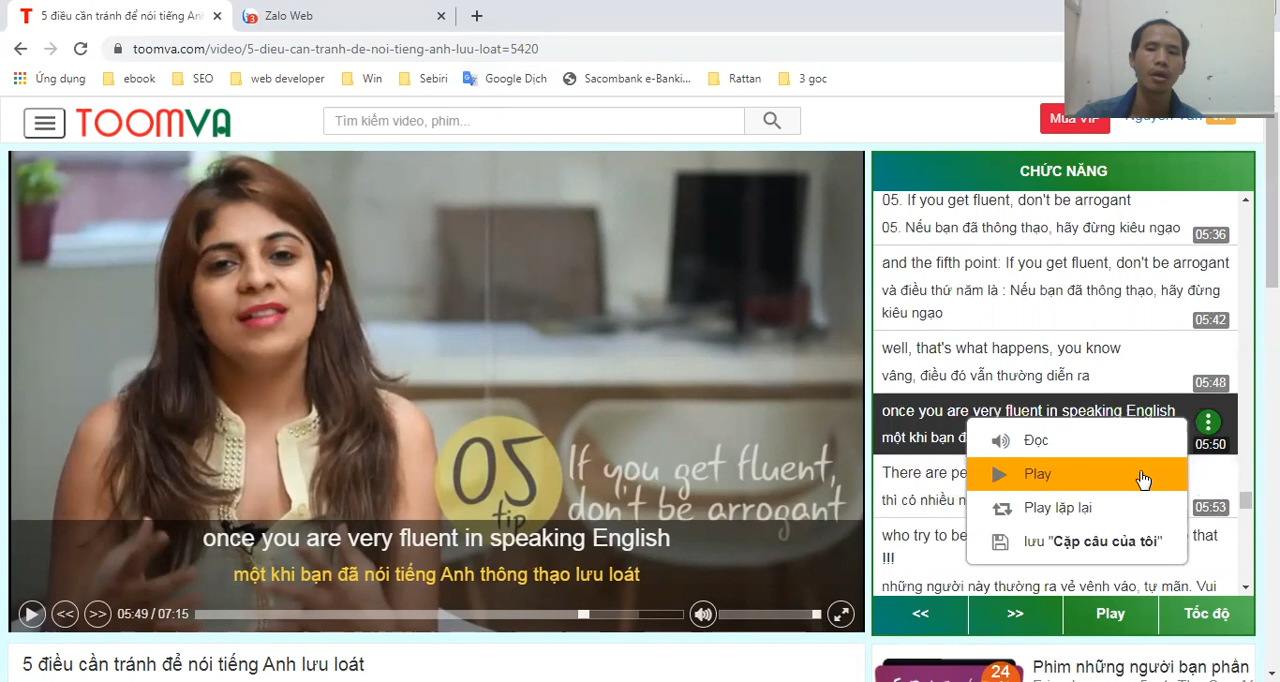 5 điều cần tránh để nói tiếng
Zalo Web
3
toomva.com/video/5-dieu-can-tranh-de-noi-tieng-anh-luu-loat=5420
Ứng dụng
ebook
SEO
web developer
Win
Sebiri
Google Dịch
Sacombank e-Banki...
Rattan
3 goc
TOOMVA
Tìm kiếm video, phim...
Mua VIP
05
tip
If you get fluent,
don't be arrogant
once you are very fluent in speaking English
một khi bạn đã nói tiếng Anh thông thạo lưu loát
<< >> 05:49 / 07:15
CHỨC NĂNG
05. If you get fluent, don't be arrogant
05. Nếu bạn đã thông thạo, hãy đừng kiêu ngạo
05:36
and the fifth point: If you get fluent, don't be arrogant
và điều thứ năm là : Nếu bạn đã thông thạo, hãy đừng
kiêu ngạo
05:42
well, that's what happens, you know
vâng, điều đó vẫn thường diễn ra
05:48
once you are very fluent in speaking English
một khi bạn
05:50
There are
thì có nhiều
05:53
who try to be that
!!!
những người này thường ra vẻ vênh váo, tự mãn. Vui
Đọc
Play
Play lặp lại
lưu "Cặp câu của tôi"
<< >> Play Tốc độ
5 điều cần tránh để nói tiếng Anh lưu loát
24
Phim những người bạn phần